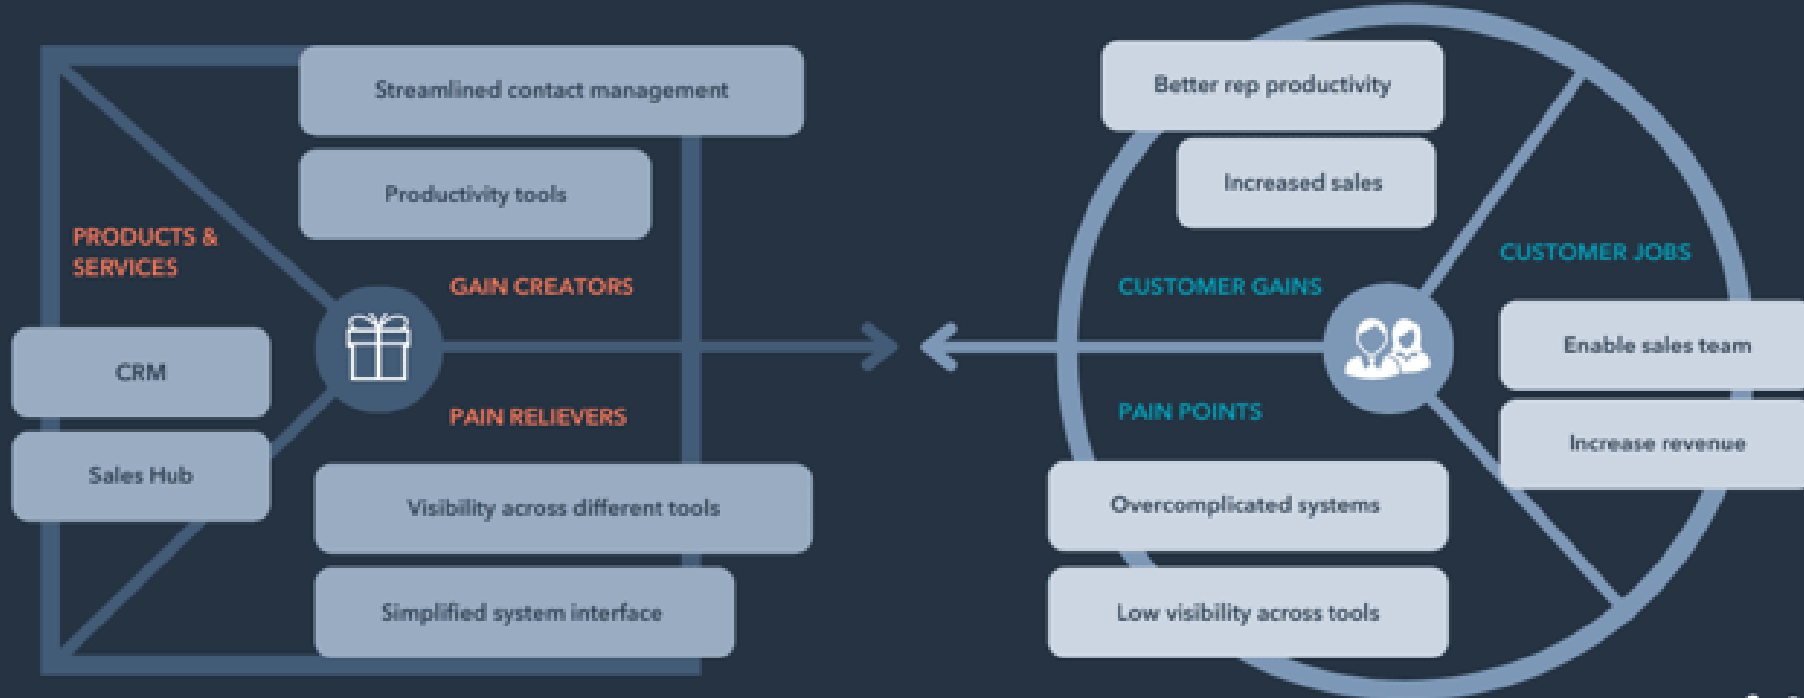 Streamlined contact management
Productivity tools
PRODUCTS &
SERVICES
GAIN CREATORS
CRM
PAIN RELIEVERS
Sales Hub
Visibility across different tools
Simplified system interface
Better rep productivity
Increased sales
CUSTOMER JOBS
CUSTOMER GAINS
Enable sales team
PAIN POINTS
Increase revenue
Overcomplicated systems
Low visibility across tools